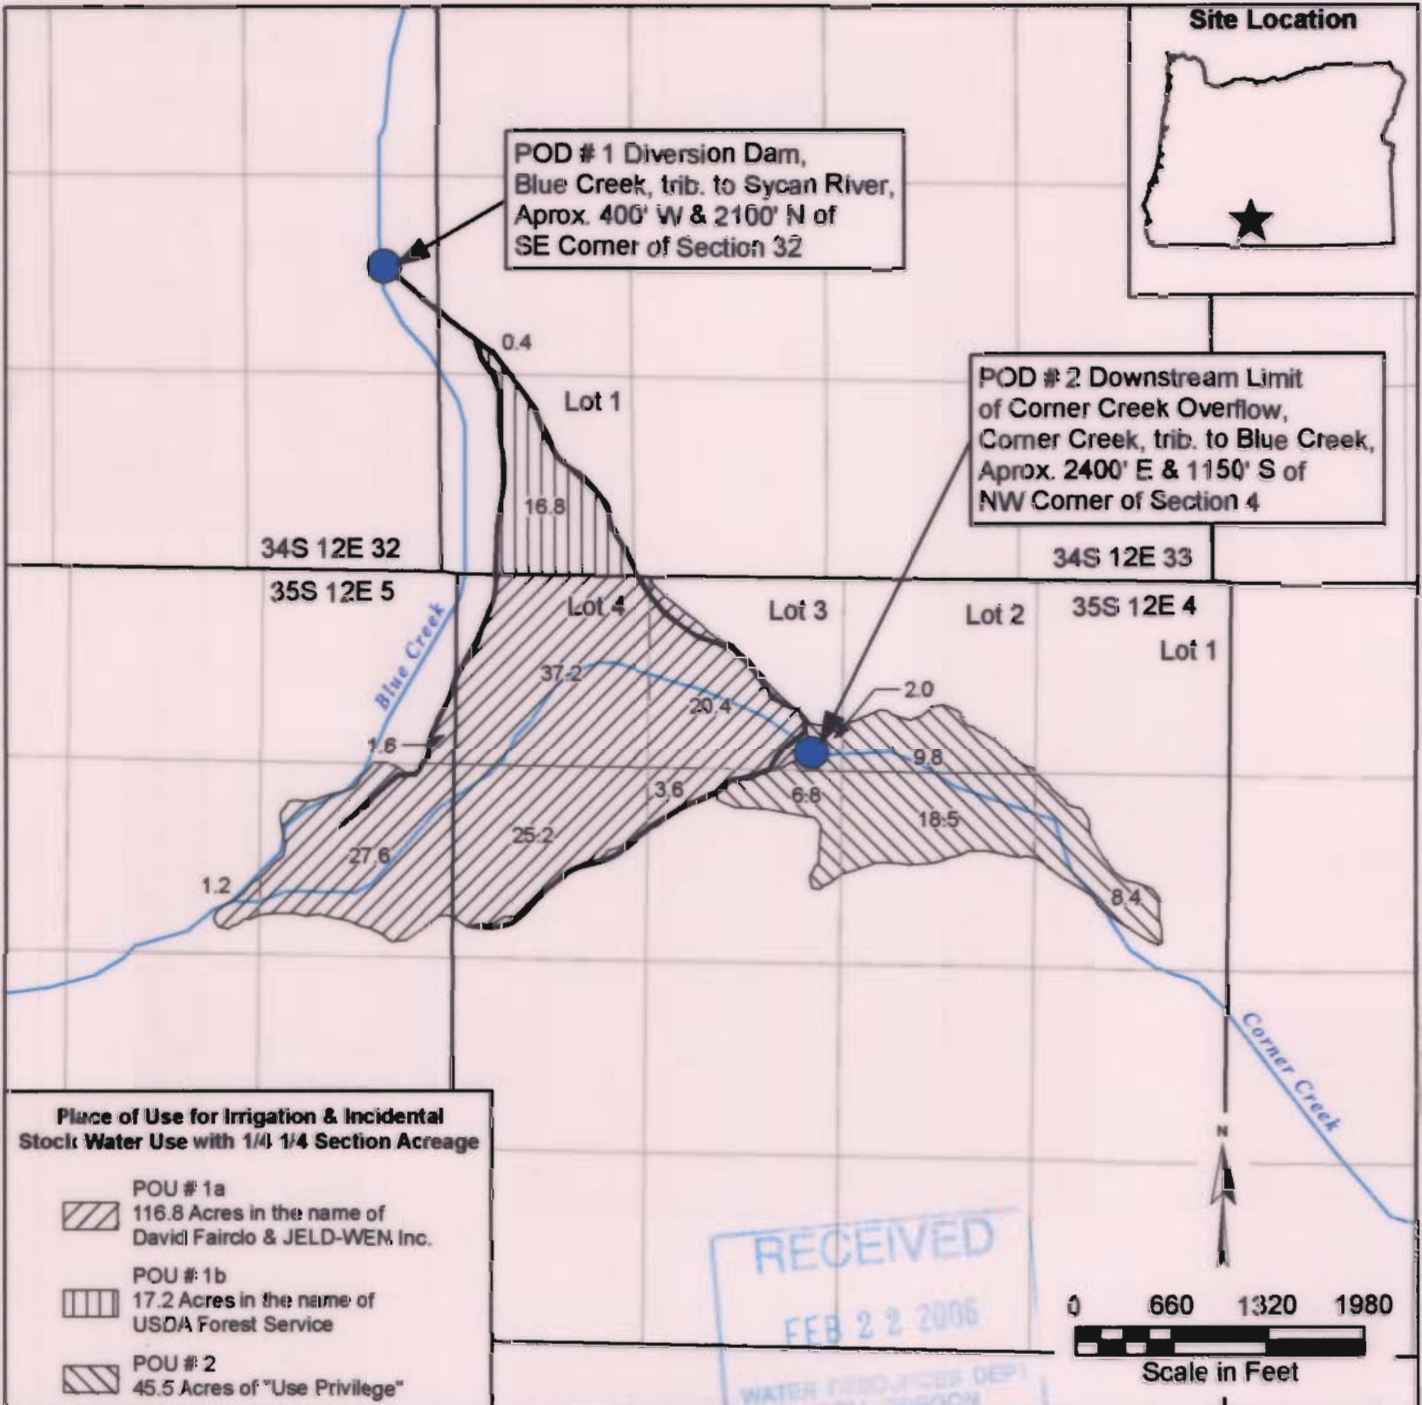 Site Location
POD # 1 Diversion Dam,
Blue Creek, trib. to Sycan River,
Aprox. 400' W & 2100' N of
SE Corner of Section 32
0.4
Lot 1
POD # 2 Downstream Limit
of Corner Creek Overflow,
Corner Creek, trib. to Blue Creek,
Aprox. 2400' E & 1150' S of
NW Corner of Section 4
16.8
34S 12E 32
34S 12E 33
35S 12E 5
Lot 4
Lot 3
Lot 2
35S 12E 4
Lot 1
Blue Creek
37.2
20.4
2.0
1.6
9.8
3.6
6.8
18.5
25.2
27.6
1.2
8.4
Corner Creek
Place of Use for Irrigation & Incidental
Stock Water Use with 1/4 1/4 Section Acreage
POU # 1a
116.8 Acres in the name of
David Fairclo & JELD-WEN Inc.
POU # 1b
17.2 Acres in the name of
USDA Forest Service
POU # 2
45.5 Acres of "Use Privilege"
N
RECEIVED
FEB 2 2 2006
WATER RESOURCES DEPT
OREGON
0 660 1320 1980
Scale in Feet